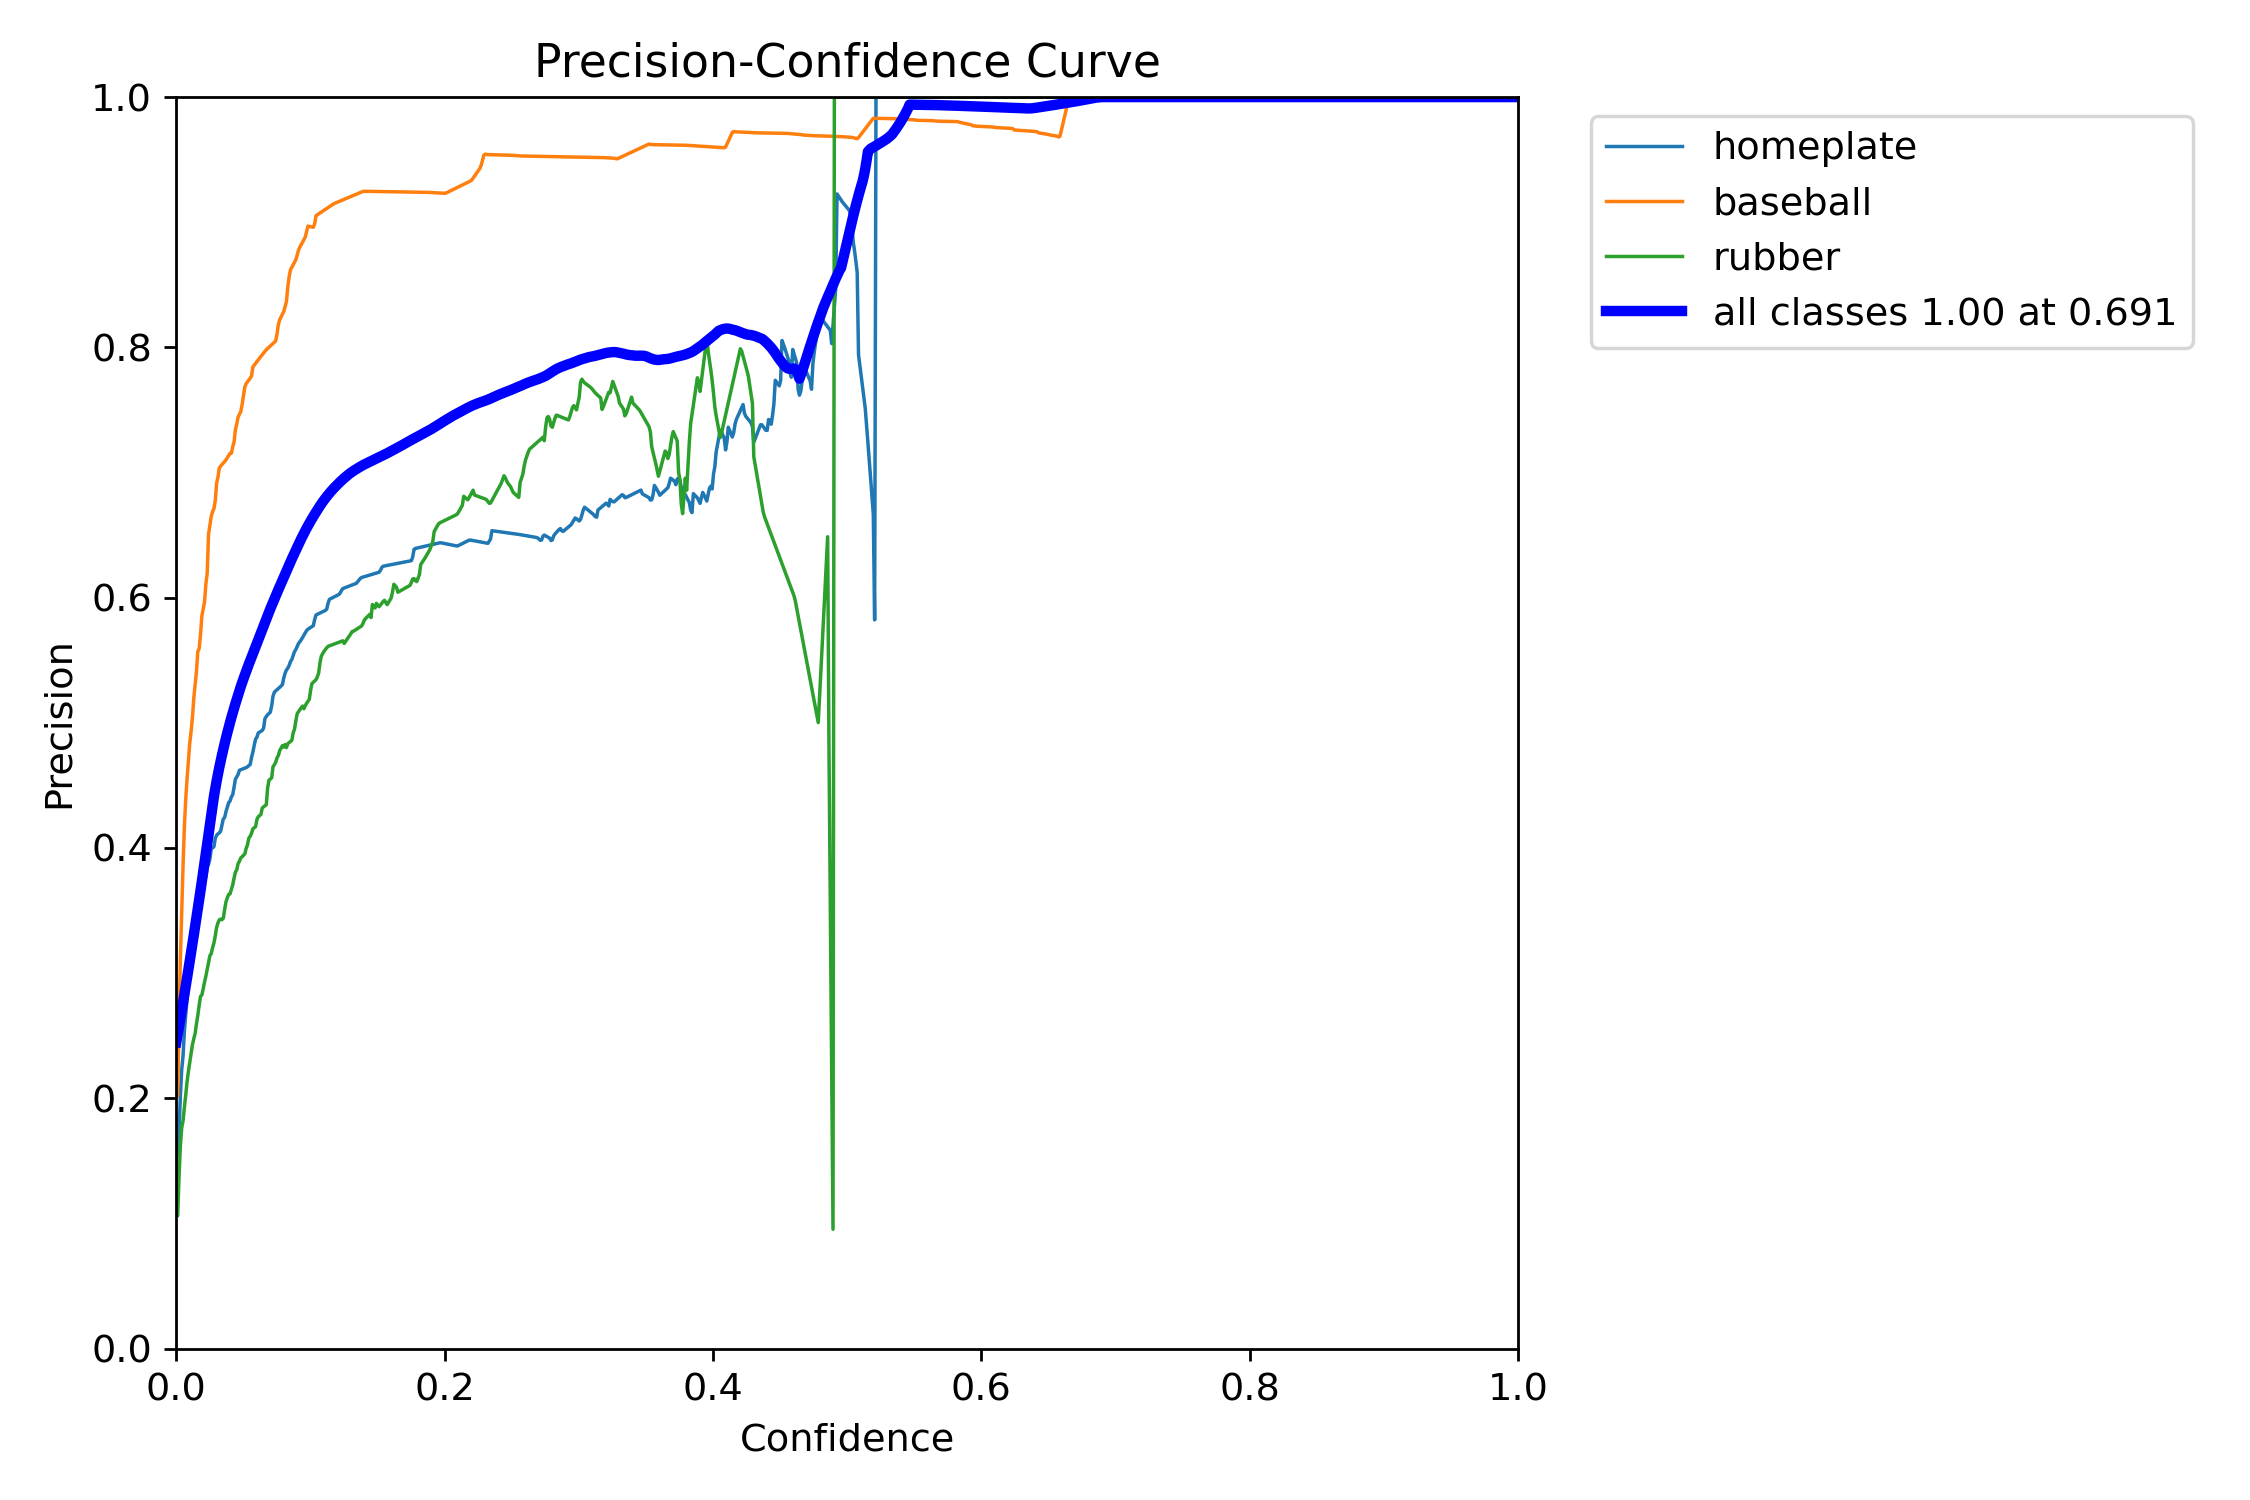 Precision-Confidence Curve
1.0
0.8
0.6
0.4
0.2
0.0
Precision
0.0 0.2 0.4 0.6 0.8 1.0
Confidence
homeplate
baseball
rubber
all classes 1.00 at 0.691